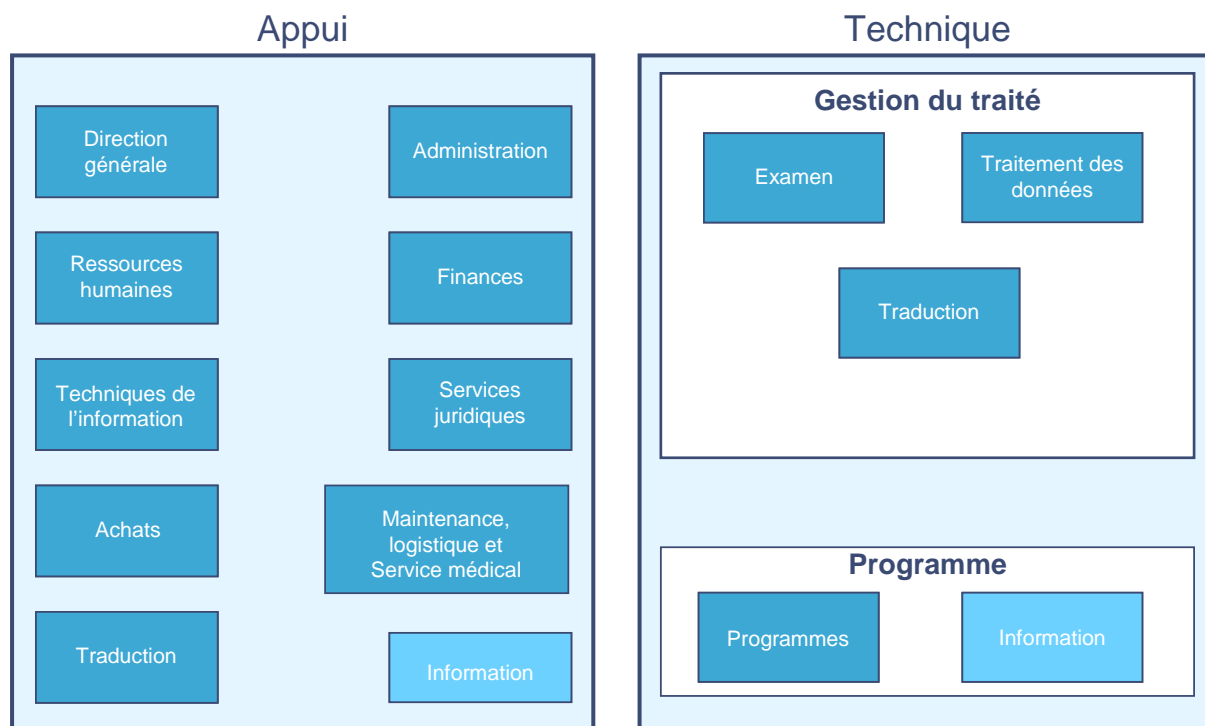 Appui
Direction
générale
Administration
Ressources
humaines
Finances
Techniques de
l’information
Services
juridiques
Achats
Maintenance,
logistique et
Service médical
Traduction
Information
Technique
Gestion du traité
Examen
Traitement des
données
Traduction
Programme
Programmes
Information